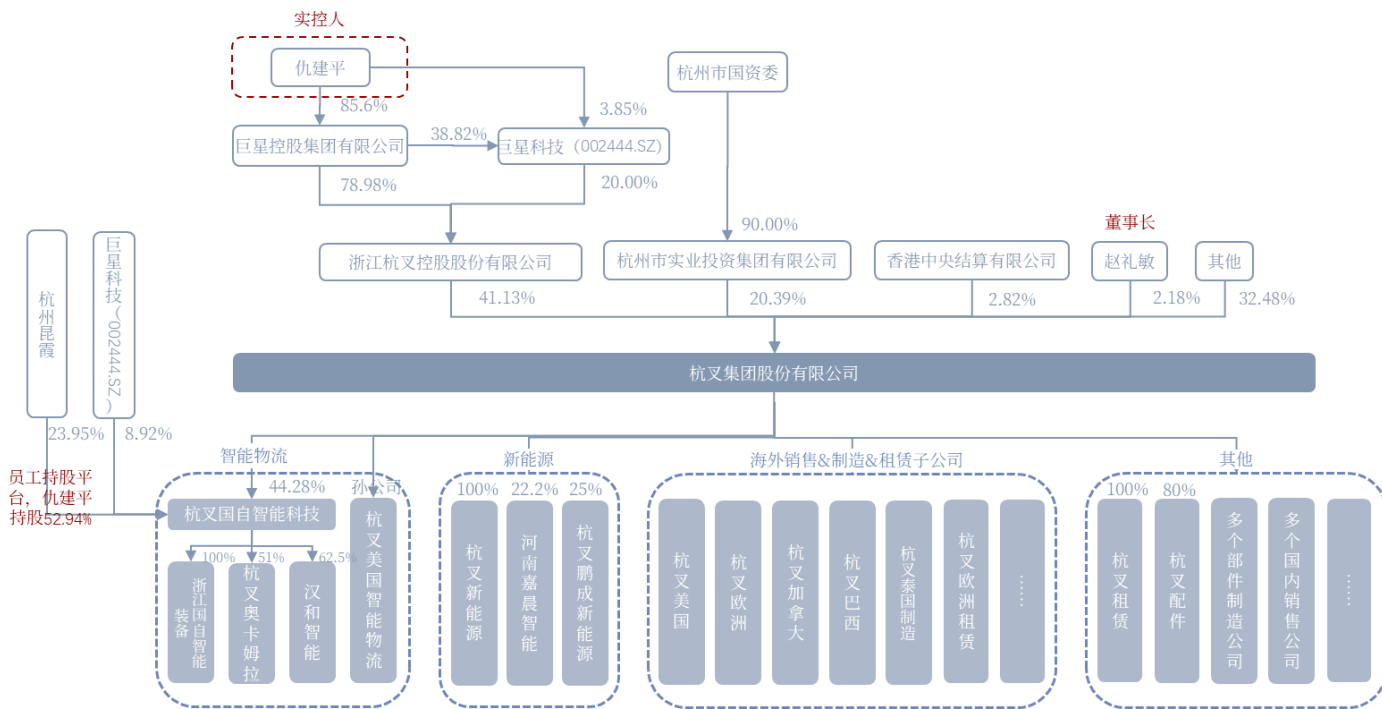 实控人
仇建平
杭州市国资委
85.6%
3.85%
巨星控股集团有限公司
38.82%
巨星科技（002444.SZ）
78.98%
20.00%
90.00%
董事长
浙江杭叉控股股份有限公司
杭州市实业投资集团有限公司
香港中央结算有限公司
赵礼敏
其他
41.13%
20.39%
2.82%
2.18%
32.48%
杭州昆霞
巨星科技（002444.SZ）
杭叉集团股份有限公司
23.95%
8.92%
员工持股平
台，仇建平
持股52.94%
智能物流
新能源
海外销售&制造&租赁子公司
其他
44.28%
孙公司
杭叉国自智能科技
100%
51%
62.5%
浙江国自智能
装备
杭叉奥卡姆拉
汉和智能
杭叉美国智能物流
100%
22.2%
25%
杭叉新能源
河南嘉晨智能
杭叉鹏成新能源
杭叉美国
杭叉欧洲
杭叉加拿大
杭叉巴西
杭叉泰国制造
杭叉欧洲租赁
……
100%
80%
杭叉租赁
杭叉配件
多个部件制造公司
多个国内销售公司
……